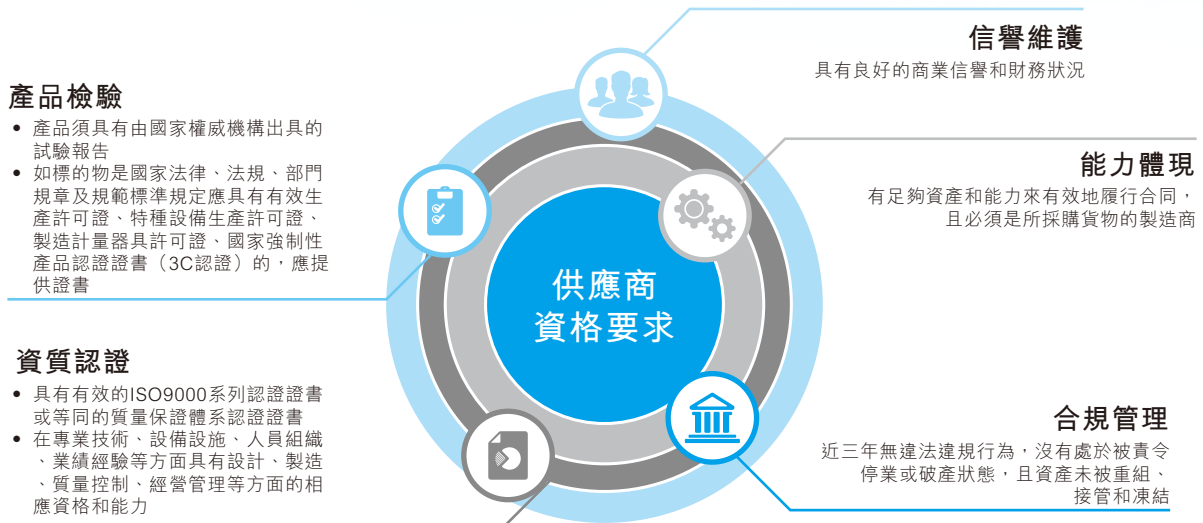 信譽維護
具有良好的商業信譽和財務狀況
產品檢驗
• 產品須具有由國家權威機構出具的
試驗報告
• 如標的物是國家法律、法規、部門
規章及規範標準規定應具有有效生
產許可證、特種設備生產許可證、
製造計量器具許可證、國家強制性
產品認證證書（3C認證）的，應提
供證書
能力體現
有足夠資產和能力來有效地履行合同，
且必須是所採購貨物的製造商
供應商
資格要求
資質認證
• 具有有效的ISO9000系列認證證書
或等同的質量保證體系認證證書
• 在專業技術、設備設施、人員組織
、業績經驗等方面具有設計、製造
、質量控制、經營管理等方面的相
應資格和能力
合規管理
近三年無違法違規行為，沒有處於被責令
停業或破產狀態，且資產未被重組、
接管和凍結